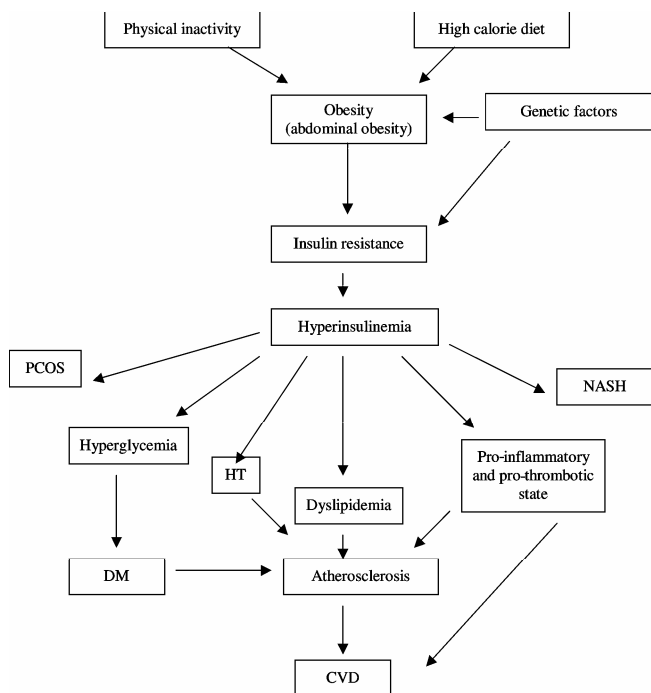 Physical inactivity
High calorie diet
Obesity
(abdominal obesity)
Genetic factors
Insulin resistance
Hyperinsulinemia
PCOS
NASH
Hyperglycemia
HT
Pro-inflammatory
and pro-thrombotic
state
Dyslipidemia
DM
Atherosclerosis
CVD